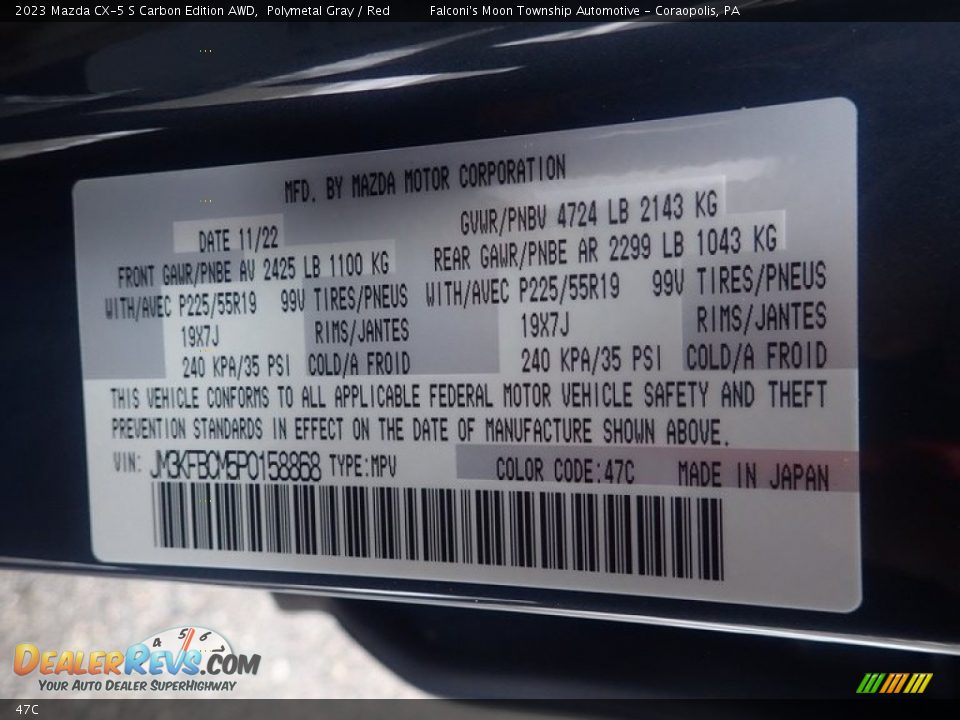 2023 Mazda CX-5 S Carbon Edition AWD, Polymetal Gray / Red Falconi's Moon Township Automotive - Coraopolis, PA
MFD. BY MAZDA MOTOR CORPORATION
DATE 11/22 GVWR/PNBV 4724 LB 2143 KG
FRONT GAWR/PNBE AV 2425 LB 1100 KG REAR GAWR/PNBE AR 2299 LB 1043 KG
WITH/AVEC P225/55R19 99V TIRES/PNEUS WITH/AVEC P225/55R19 99V TIRES/PNEUS
19X7J RIMS/JANTES 19X7J RIMS/JANTES
240 KPA/35 PSI COLD/A FROID 240 KPA/35 PSI COLD/A FROID
THIS VEHICLE CONFORMS TO ALL APPLICABLE FEDERAL MOTOR VEHICLE SAFETY AND THEFT
PREVENTION STANDARDS IN EFFECT ON THE DATE OF MANUFACTURE SHOWN ABOVE.
VIN: JM3KFBCM5P0158868 TYPE:MPV COLOR CODE:47C MADE IN JAPAN
4 5 6
DEALERREVS.COM
YOUR AUTO DEALER SUPERHIGHWAY
47C